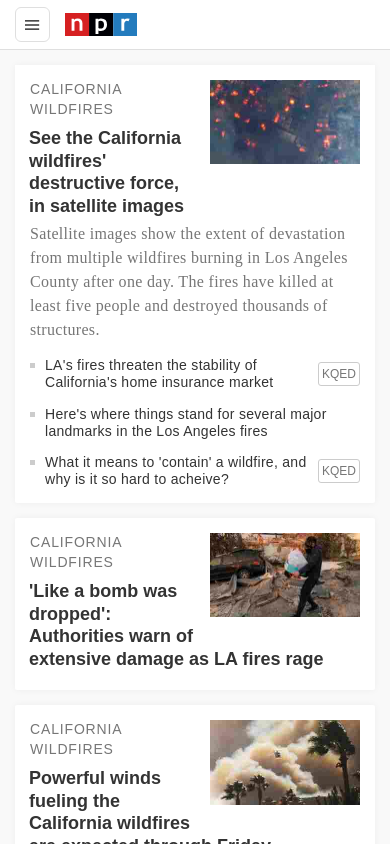 npr
CALIFORNIA
WILDFIRES
See the California
wildfires'
destructive force,
in satellite images
Satellite images show the extent of devastation
from multiple wildfires burning in Los Angeles
County after one day. The fires have killed at
least five people and destroyed thousands of
structures.
LA's fires threaten the stability of
California's home insurance market
KQED
Here's where things stand for several major
landmarks in the Los Angeles fires
What it means to 'contain' a wildfire, and
why is it so hard to acheive?
KQED
CALIFORNIA
WILDFIRES
'Like a bomb was
dropped':
Authorities warn of
extensive damage as LA fires rage
CALIFORNIA
WILDFIRES
Powerful winds
fueling the
California wildfires
are expected through Friday